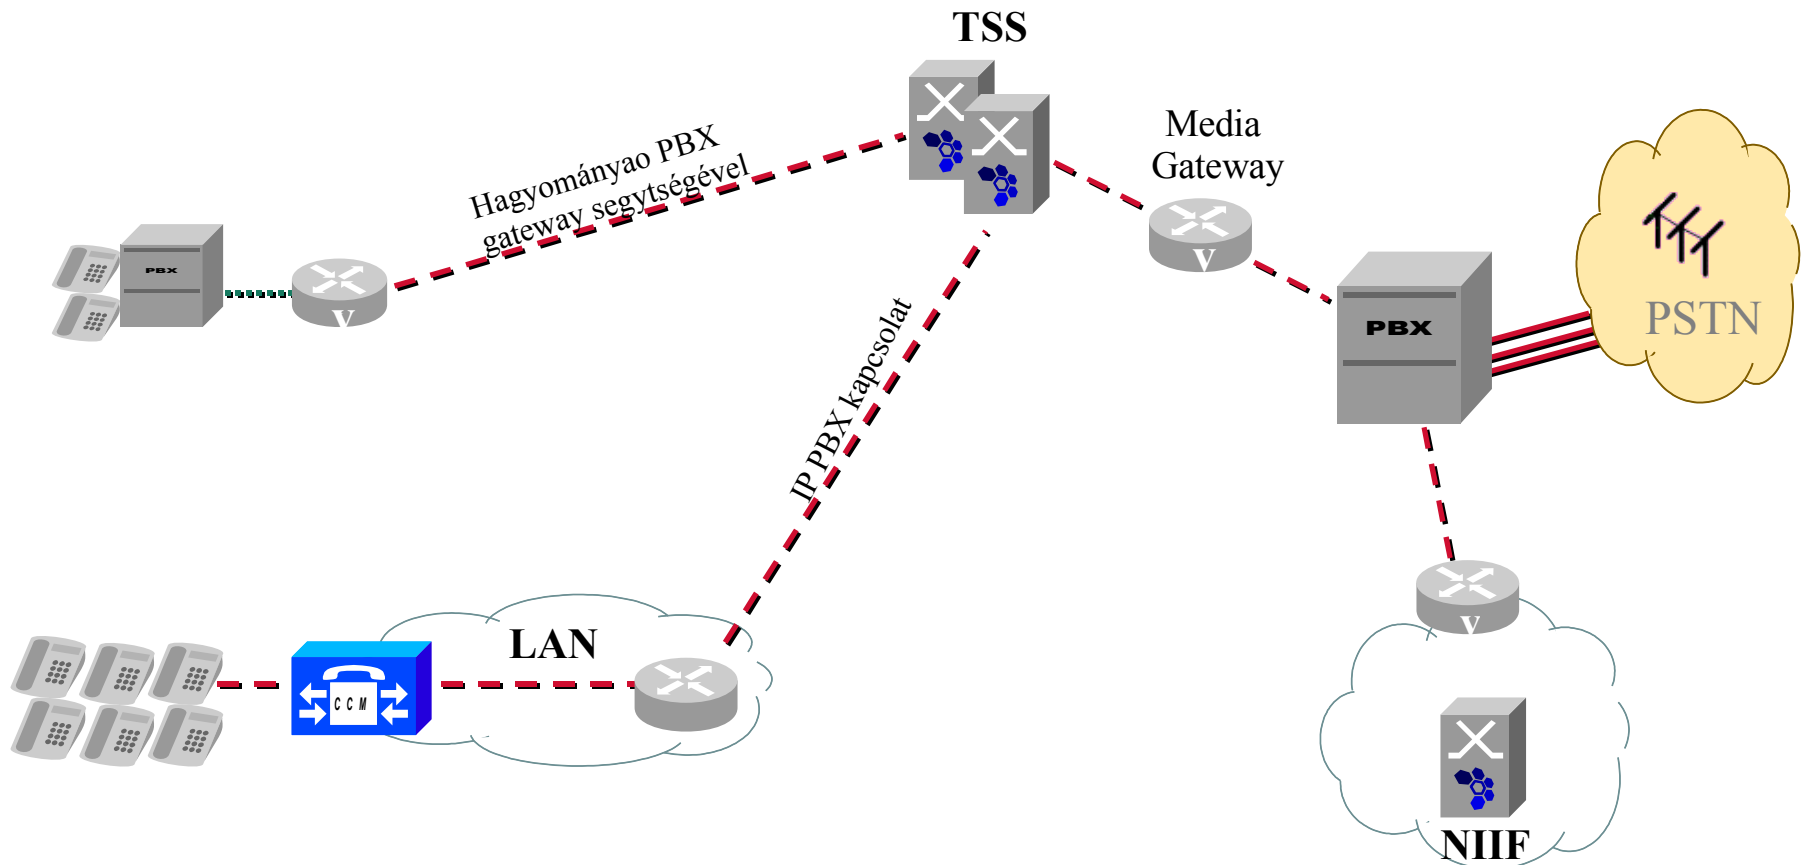 TSS
Media
Gateway
Hagyományao PBX
gateway segytségével
PBX
V
V
PSTN
PBX
IP PBX kapcsolat
LAN
CCM
V
NIIF